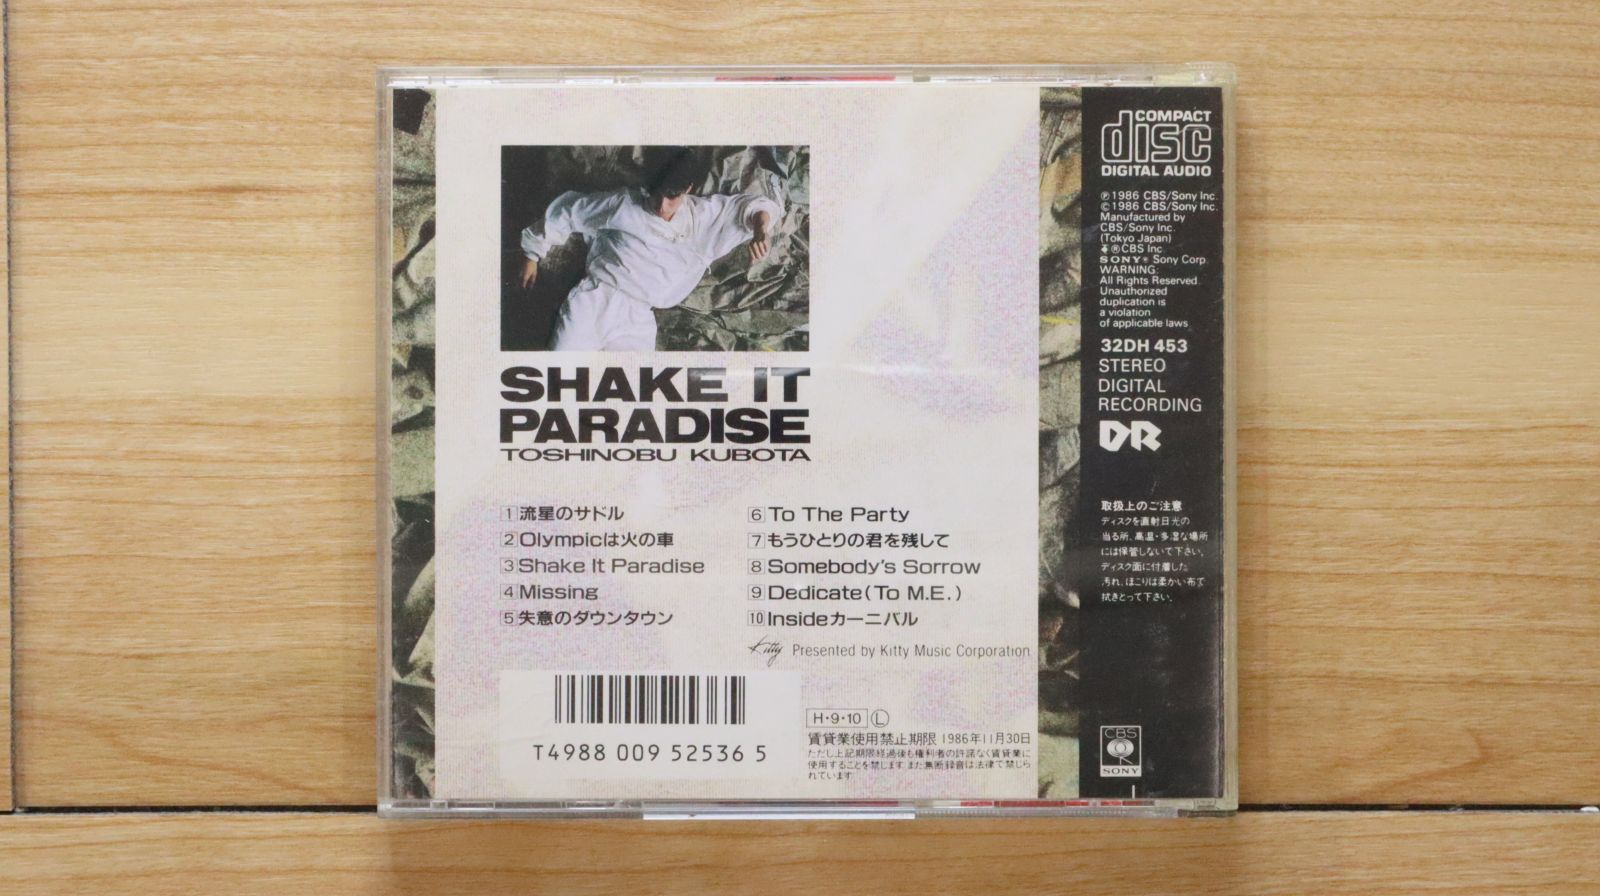 SHAKE IT
PARADISE
TOSHINOBU KUBOTA
1 流星のサドル
2 Olympicは火の車
3 Shake It Paradise
4 Missing
5 失意のダウンタウン
6 To The Party
7 もうひとりの君を残して
8 Somebody's Sorrow
9 Dedicate (To M.E.)
10 Insideカーニバル
Kitty Presented by Kitty Music Corporation
T4988 009 52536 5
H・9・10 Ⓛ
賃貸業使用禁止期限 1986年11月30日
ただし上記期限経過後も権利者の許諾なく賃貸業に
使用することを禁じます。また無断録音は法律で禁じら
れています
COMPACT
disc
DIGITAL AUDIO
℗1986 CBS/Sony Inc.
©1986 CBS/Sony Inc.
Manufactured by
CBS/Sony Inc.
(Tokyo Japan)
®CBS Inc
SONY® Sony Corp.
WARNING:
All Rights Reserved.
Unauthorized
duplication is
a violation
of applicable laws
32DH 453
STEREO
DIGITAL
RECORDING
DR
取扱上のご注意
ディスクを直射日光の
当る所、高温・多湿な場所
には保管しないで下さい。
ディスク面に付着した
汚れ、ほこりは柔かい布で
拭きとって下さい。
CBS
SONY